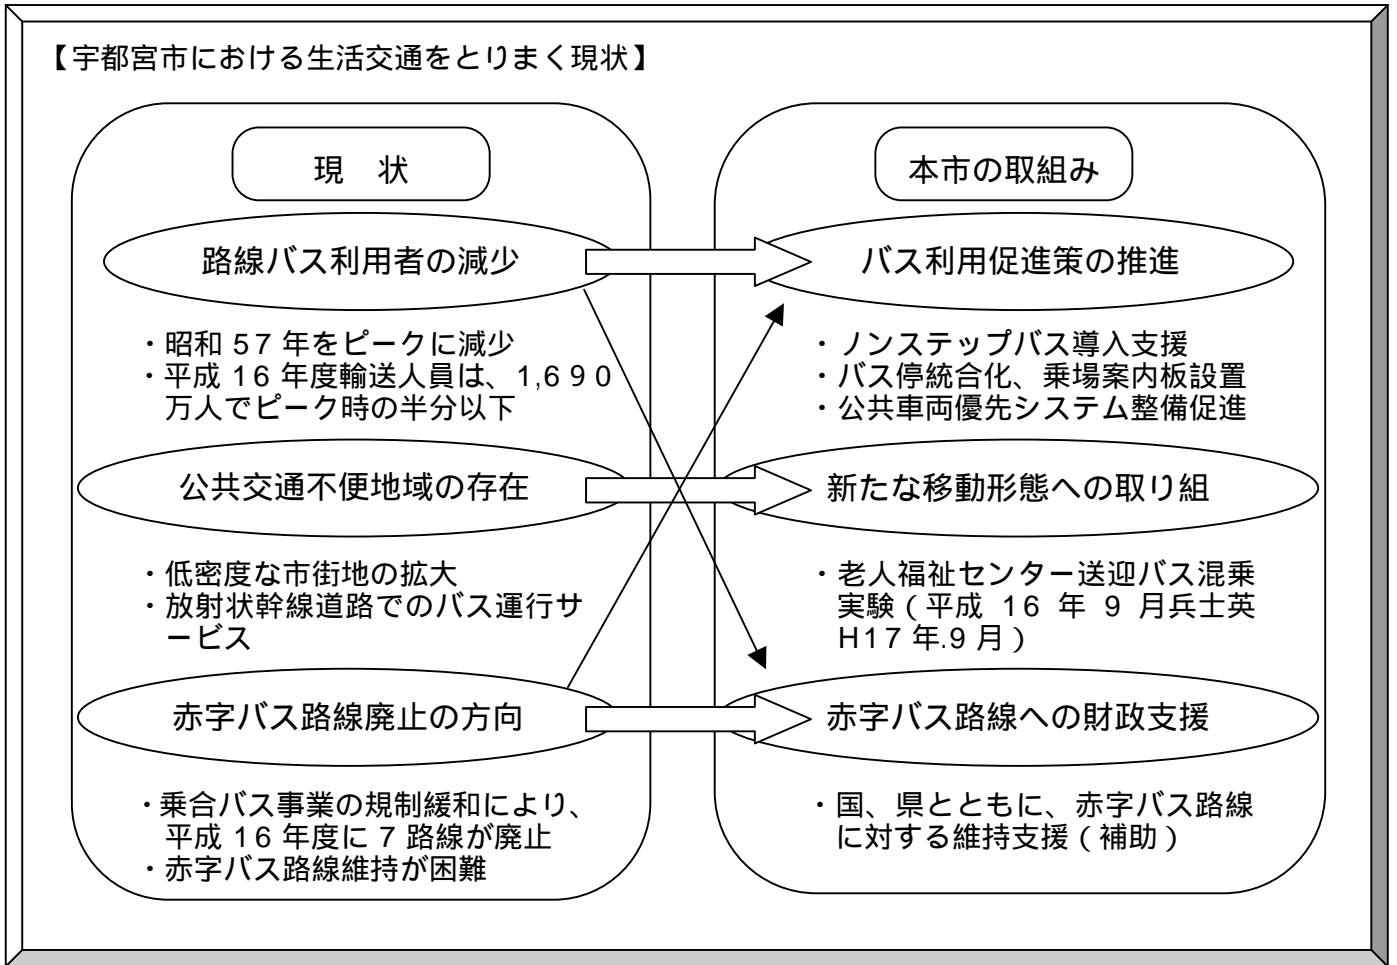 【宇都宮市における生活交通をとりまく現状】
現　状
路線バス利用者の減少
・昭和 57 年をピークに減少
・平成 16 年度輸送人員は、1,690
万人でピーク時の半分以下
公共交通不便地域の存在
・低密度な市街地の拡大
・放射状幹線道路でのバス運行サ
ービス
赤字バス路線廃止の方向
・乗合バス事業の規制緩和により、
平成 16 年度に 7 路線が廃止
・赤字バス路線維持が困難
本市の取組み
バス利用促進策の推進
・ノンステップバス導入支援
・バス停統合化、乗場案内板設置
・公共車両優先システム整備促進
新たな移動形態への取り組
・老人福祉センター送迎バス混乗
実験（平成 16 年 9 月兵士英
H17 年.9 月）
赤字バス路線への財政支援
・国、県とともに、赤字バス路線
に対する維持支援（補助）